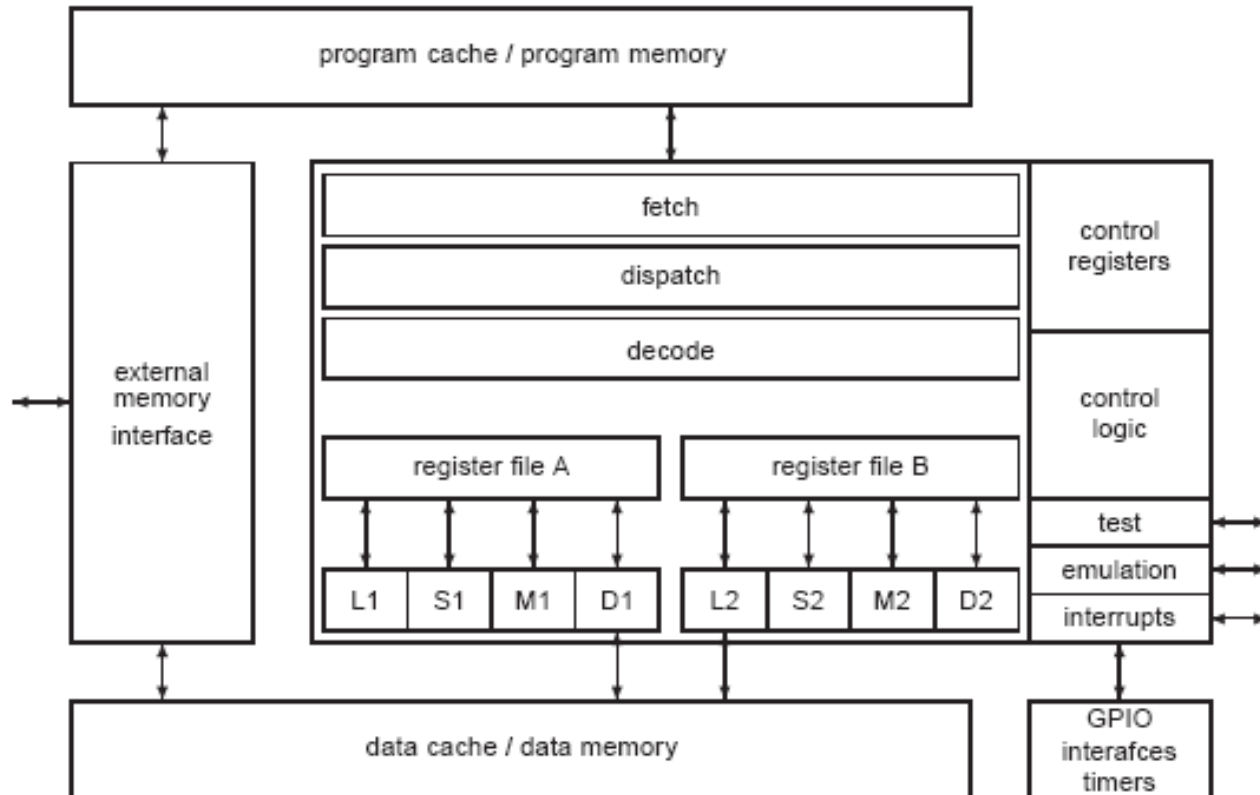 program cache / program memory
fetch
dispatch
decode
control
registers
external
memory
interface
control
logic
register file A
register file B
test
emulation
interrupts
L1 S1 M1 D1 L2 S2 M2 D2
data cache / data memory
GPIO
interafces
timers